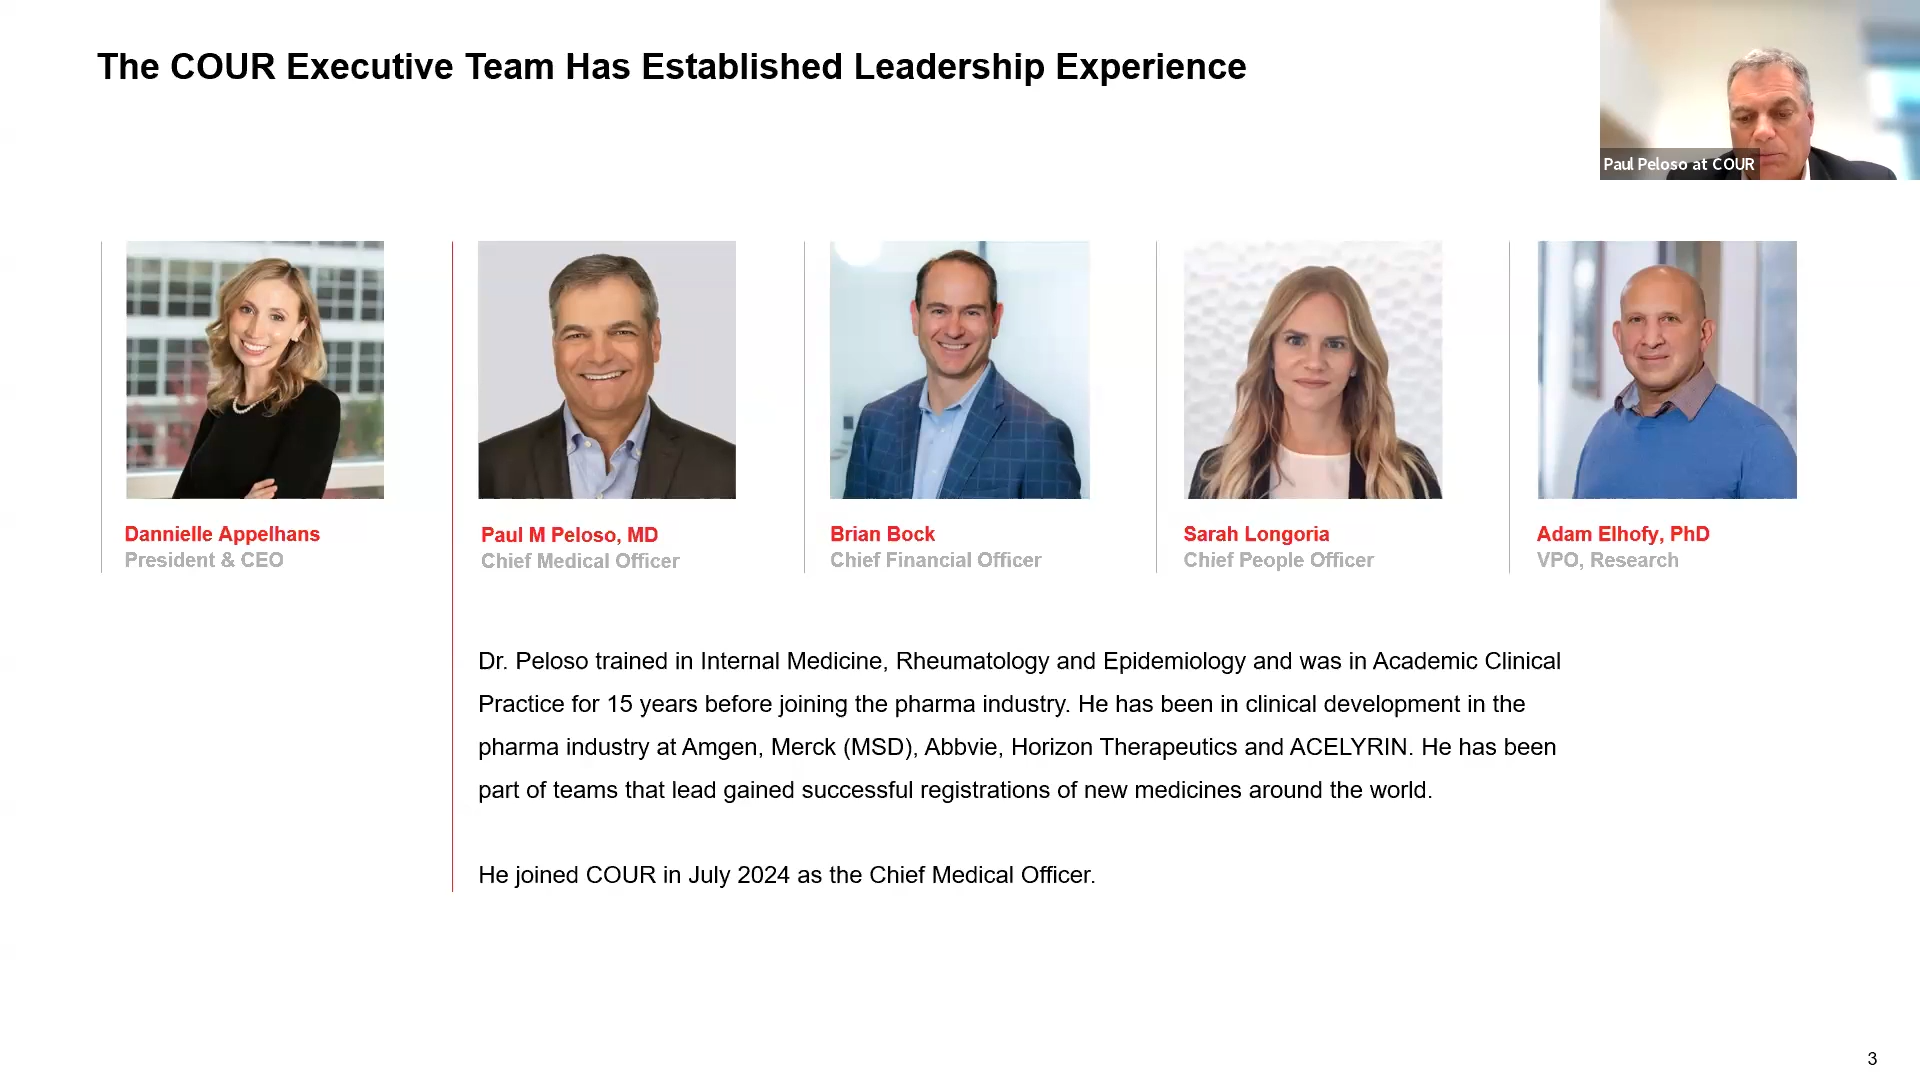 The COUR Executive Team Has Established Leadership Experience
Paul Peloso at COUR
Dannielle Appelhans
President & CEO
Paul M Peloso, MD
Chief Medical Officer
Brian Bock
Chief Financial Officer
Sarah Longoria
Chief People Officer
Adam Elhofy, PhD
VPO, Research
Dr. Peloso trained in Internal Medicine, Rheumatology and Epidemiology and was in Academic Clinical
Practice for 15 years before joining the pharma industry. He has been in clinical development in the
pharma industry at Amgen, Merck (MSD), Abbvie, Horizon Therapeutics and ACELYRIN. He has been
part of teams that lead gained successful registrations of new medicines around the world.
He joined COUR in July 2024 as the Chief Medical Officer.
3